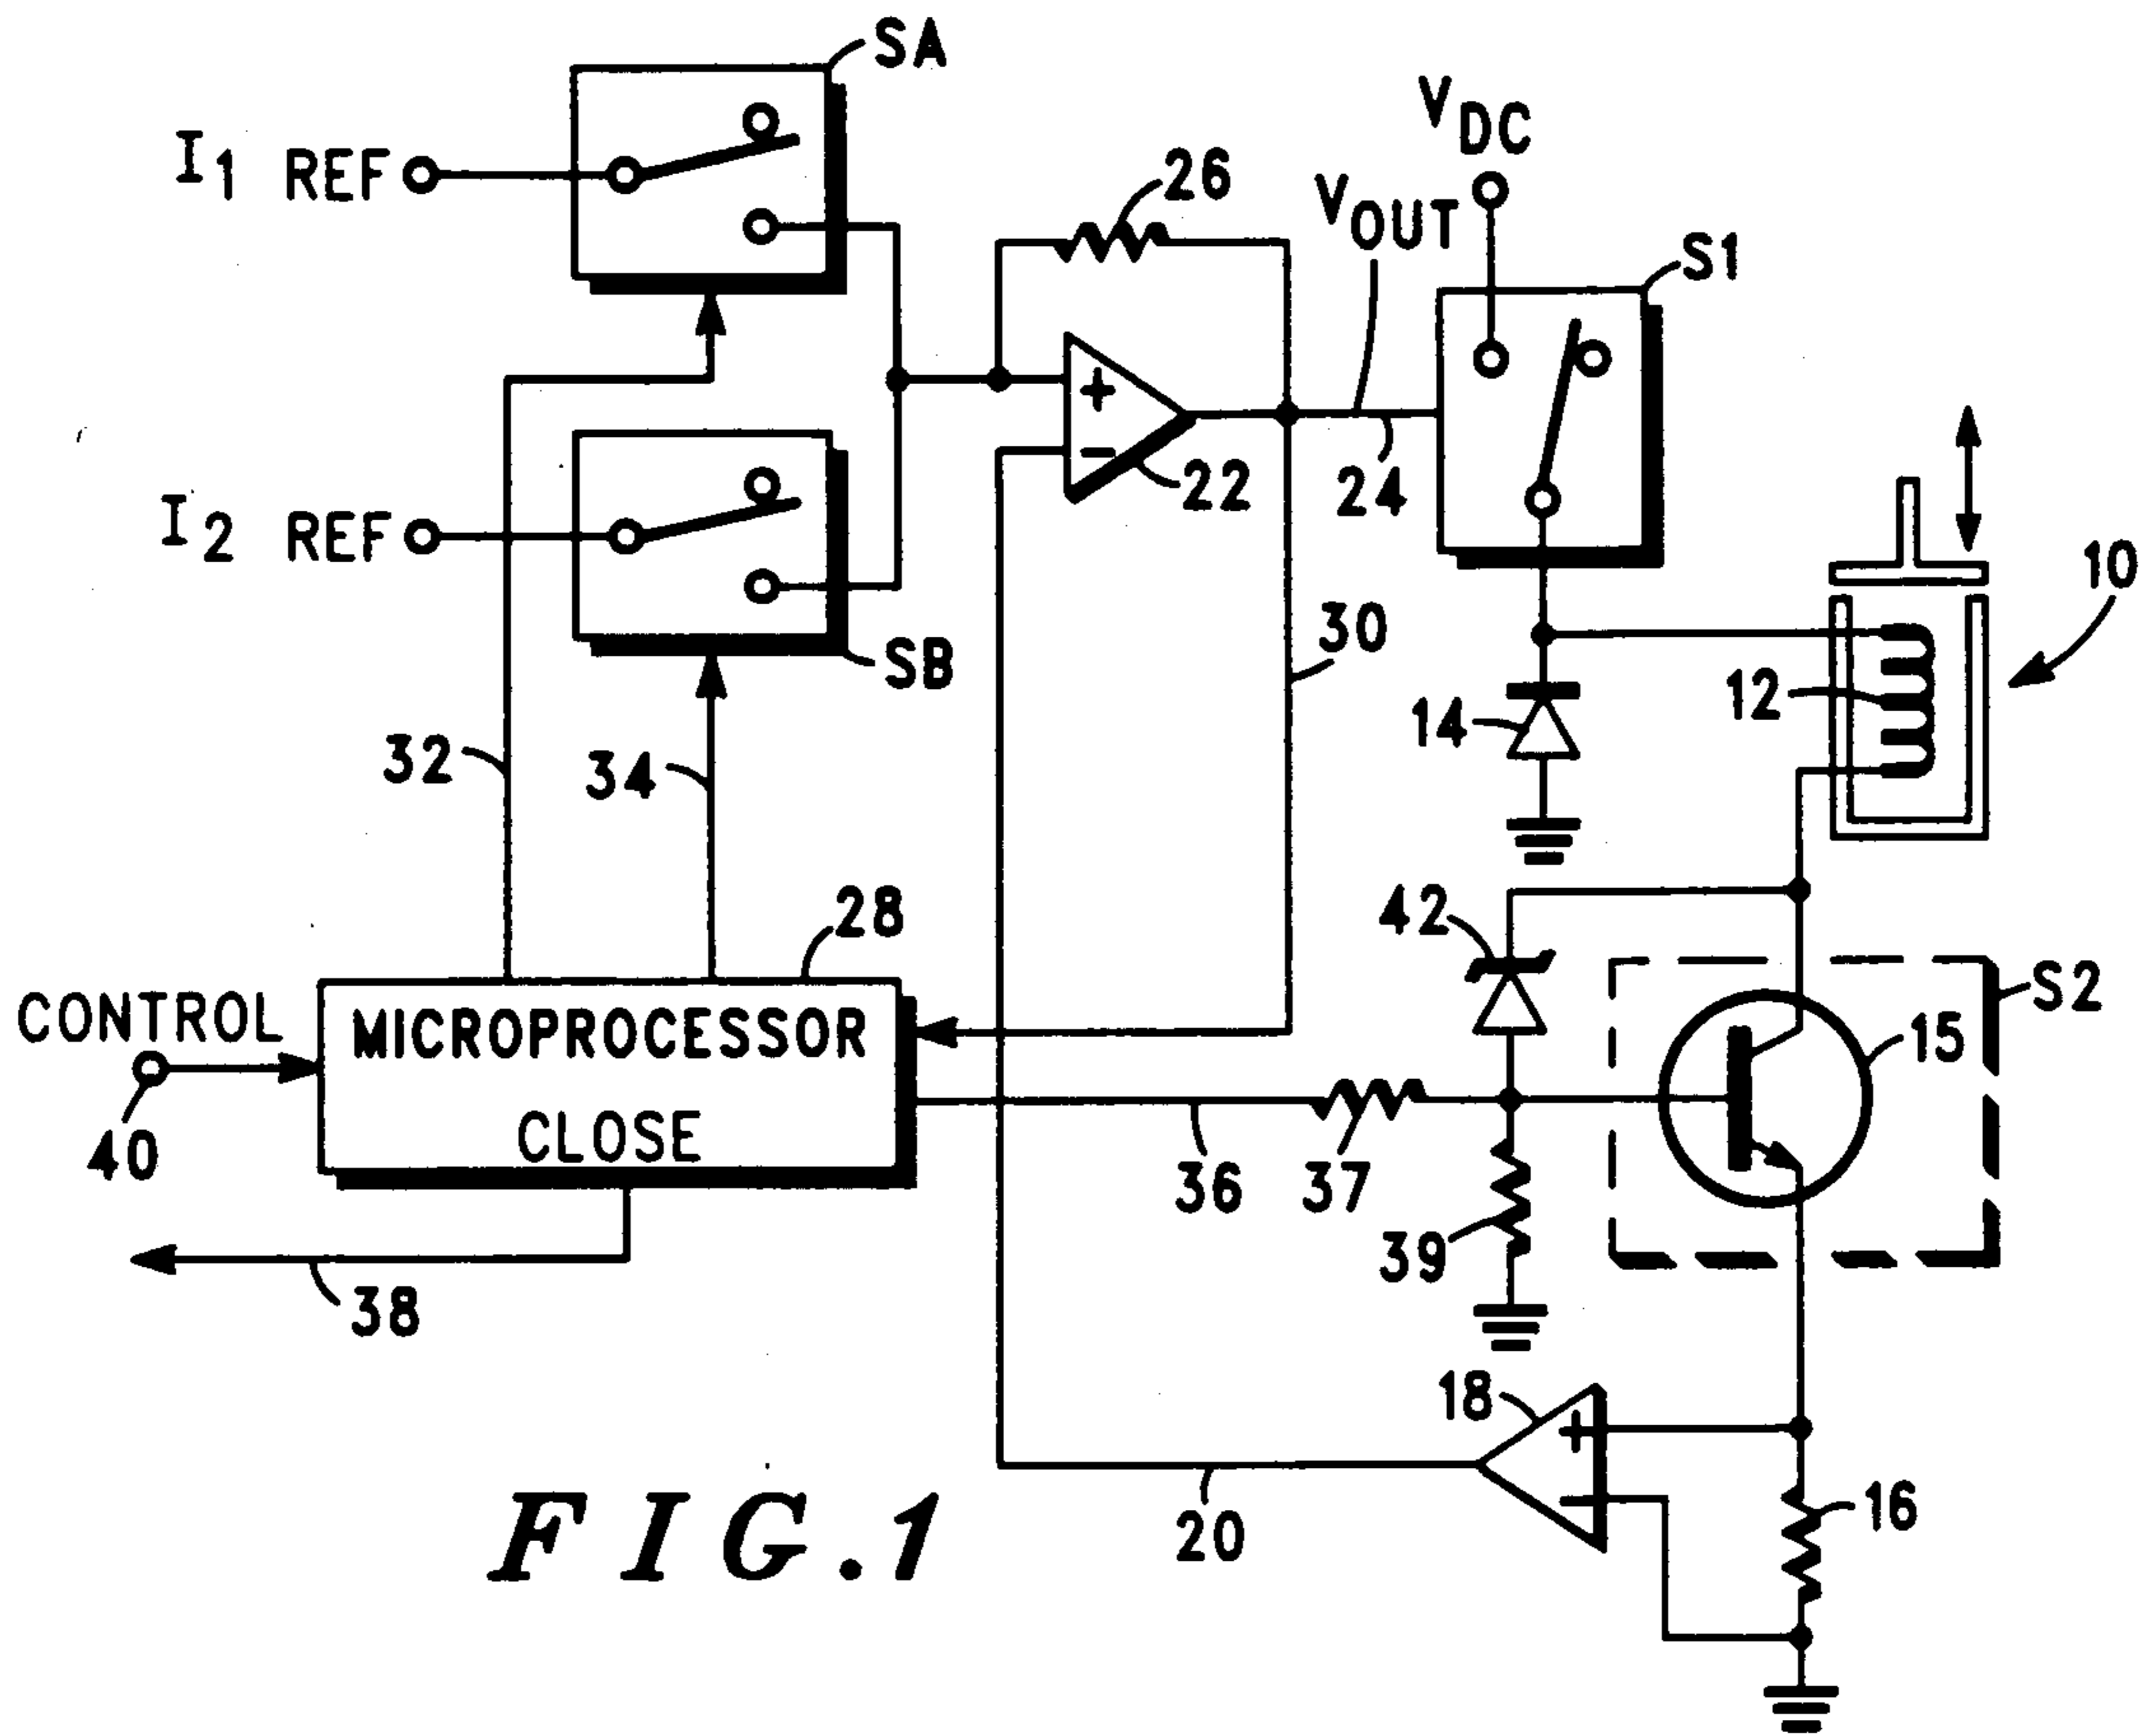 SA
I1 REF
VDC
26
VOUT
S1
22
24
I2 REF
SB
30
10
12
14
32
34
28
42
S2
CONTROL
MICROPROCESSOR
15
CLOSE
40
36
37
39
38
18
16
20
FIG.1
+
-
+
-